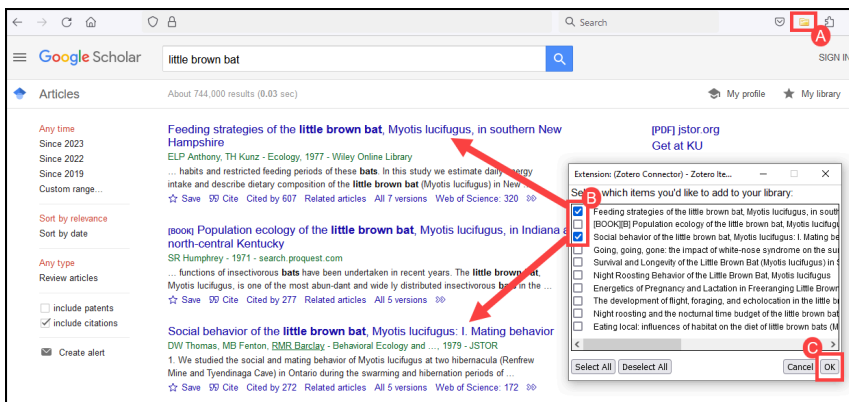 Search
A
Google Scholar
little brown bat
SIGN IN
Articles
About 744,000 results (0.03 sec)
My profile
My library
Any time
Since 2023
Since 2022
Since 2019
Custom range...
Sort by relevance
Sort by date
Any type
Review articles
include patents
include citations
Create alert
Feeding strategies of the little brown bat, Myotis lucifugus, in southern New
Hampshire
ELP Anthony, TH Kunz - Ecology, 1977 - Wiley Online Library
... habits and restricted feeding periods of these bats. In this study we estimate daily energy
intake and describe dietary composition of the little brown bat (Myotis lucifugus) in New
Save Cite Cited by 607 Related articles All 7 versions Web of Science: 320
[PDF] jstor.org
Get at KU
[BOOK] Population ecology of the little brown bat, Myotis lucifugus, in Indiana a
north-central Kentucky
SR Humphrey - 1971 - search.proquest.com
... functions of insectivorous bats have been undertaken in recent years. The little brown bat,
Myotis lucifugus, is one of the most abun-dant and wide ly distributed insectivorous bats in the ...
Save Cite Cited by 277 Related articles All 5 versions
Social behavior of the little brown bat, Myotis lucifugus: I. Mating behavior
DW Thomas, MB Fenton, RMR Barclay - Behavioral Ecology and ..., 1979 - JSTOR
1. We studied the social and mating behavior of Myotis lucifugus at two hibernacula (Renfrew
Mine and Tyendinaga Cave) in Ontario during the swarming and hibernation periods of ...
Save Cite Cited by 272 Related articles All 5 versions Web of Science: 172
Extension: (Zotero Connector) - Zotero Ite...
which items you'd like to add to your library:
B
Feeding strategies of the little brown bat, Myotis lucifugus, in south
[BOOK][B] Population ecology of the little brown bat, Myotis lucifugu
Social behavior of the little brown bat, Myotis lucifugus: I. Mating be
Going, going, gone: the impact of white-nose syndrome on the su
Survival and Longevity of the Little Brown Bat (Myotis lucifugus) in S
Night Roosting Behavior of the Little Brown Bat, Myotis lucifugus
Energetics of Pregnancy and Lactation in Freeranging Little Brown
The development of flight, foraging, and echolocation in the little b
Night roosting and the nocturnal time budget of the little brown bat
Eating local: influences of habitat on the diet of little brown bats (M
C
Select All Deselect All Cancel OK